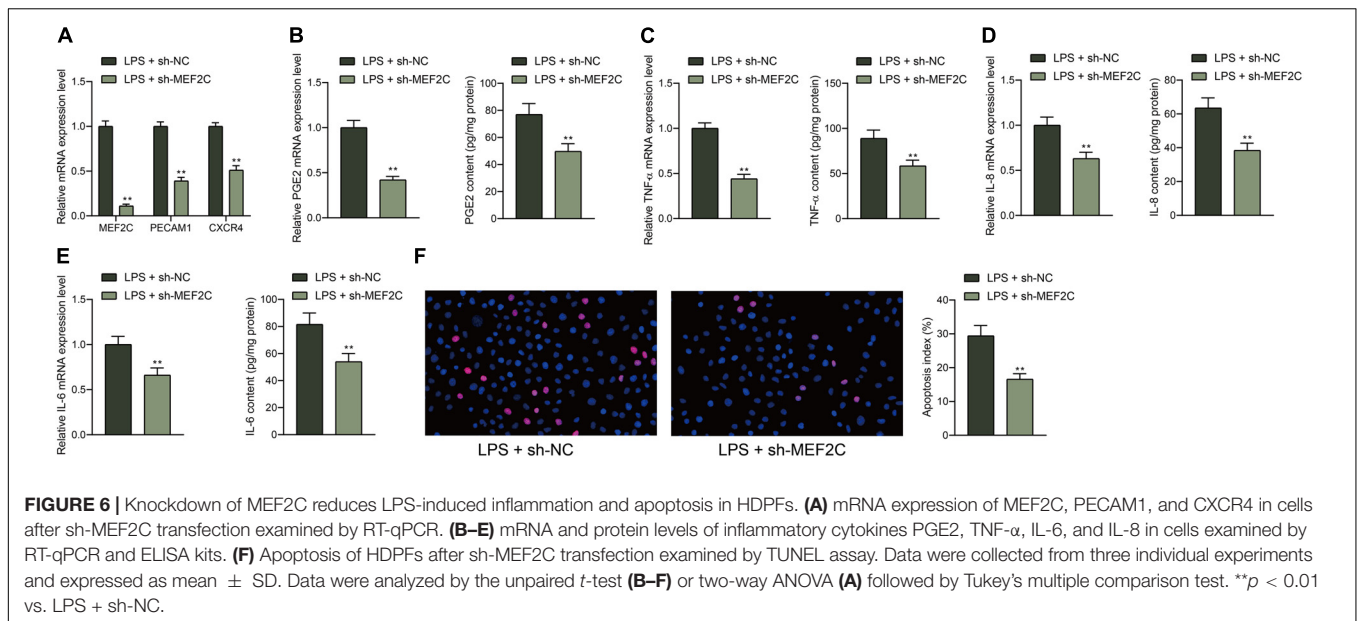 A
LPS + sh-NC
LPS + sh-MEF2C
Relative mRNA expression level
1.5
1.0
0.5
0.0
**
**
**
MEF2C
PECAM1
CXCR4
B
LPS + sh-NC
LPS + sh-MEF2C
Relative PGE2 mRNA expression level
1.5
1.0
0.5
0.0
**
LPS + sh-NC
LPS + sh-MEF2C
PGE2 content (pg/mg protein)
100
80
60
40
20
0
**
C
LPS + sh-NC
LPS + sh-MEF2C
Relative TNF-α mRNA expression level
1.5
1.0
0.5
0.0
**
LPS + sh-NC
LPS + sh-MEF2C
TNF-α content (pg/mg protein)
150
100
50
0
**
D
LPS + sh-NC
LPS + sh-MEF2C
Relative IL-8 mRNA expression level
1.5
1.0
0.5
0.0
**
LPS + sh-NC
LPS + sh-MEF2C
IL-8 content (pg/mg protein)
80
60
40
20
0
**
E
LPS + sh-NC
LPS + sh-MEF2C
Relative IL-6 mRNA expression level
1.5
1.0
0.5
0.0
**
LPS + sh-NC
LPS + sh-MEF2C
IL-6 content (pg/mg protein)
100
80
60
40
20
0
**
F
LPS + sh-NC
LPS + sh-MEF2C
LPS + sh-NC
LPS + sh-MEF2C
Apoptosis index (%)
40
30
20
10
0
**
FIGURE 6 | Knockdown of MEF2C reduces LPS-induced inflammation and apoptosis in HDPFs. (A) mRNA expression of MEF2C, PECAM1, and CXCR4 in cells
after sh-MEF2C transfection examined by RT-qPCR. (B–E) mRNA and protein levels of inflammatory cytokines PGE2, TNF-α, IL-6, and IL-8 in cells examined by
RT-qPCR and ELISA kits. (F) Apoptosis of HDPFs after sh-MEF2C transfection examined by TUNEL assay. Data were collected from three individual experiments
and expressed as mean ± SD. Data were analyzed by the unpaired t-test (B–F) or two-way ANOVA (A) followed by Tukey's multiple comparison test. **p < 0.01
vs. LPS + sh-NC.